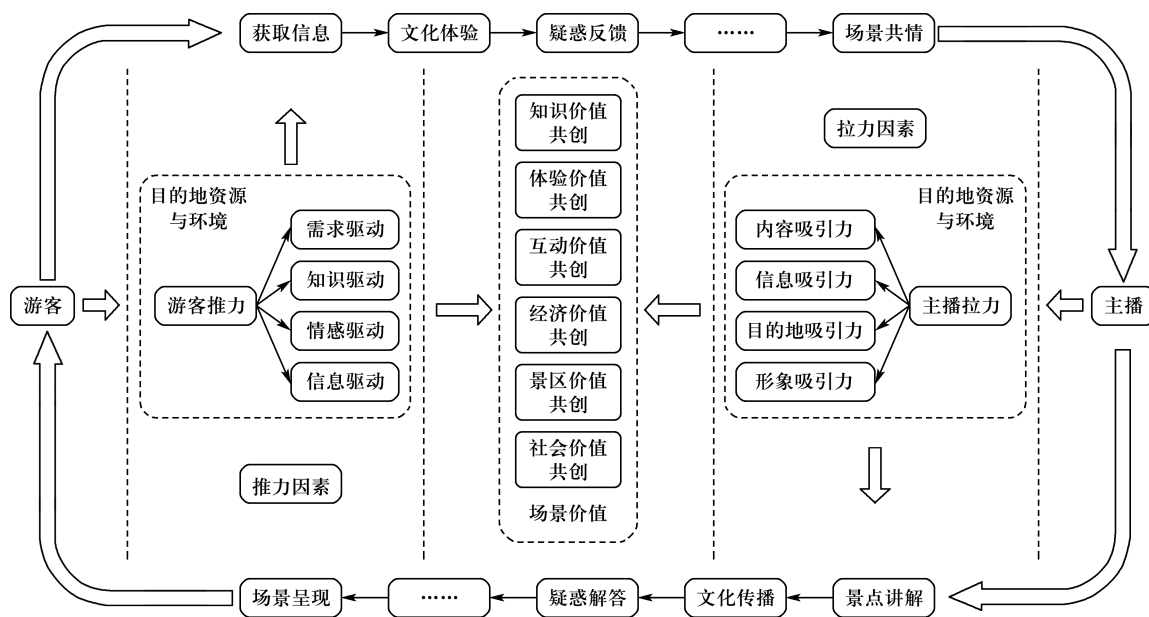 获取信息
文化体验
疑惑反馈
……
场景共情
游客
目的地资源
与环境
游客推力
需求驱动
知识驱动
情感驱动
信息驱动
推力因素
知识价值
共创
体验价值
共创
互动价值
共创
经济价值
共创
景区价值
共创
社会价值
共创
场景价值
拉力因素
目的地资源
与环境
内容吸引力
信息吸引力
目的地吸引力
形象吸引力
主播拉力
主播
场景呈现
……
疑惑解答
文化传播
景点讲解